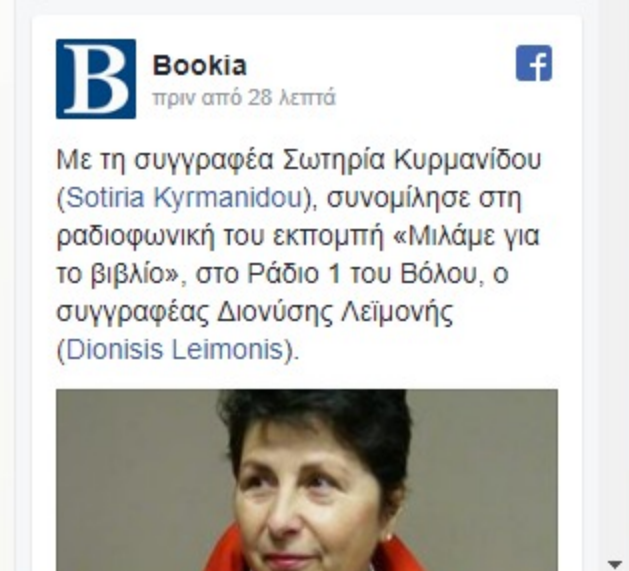 B
Bookia
f
πριν από 28 λεπτά
Με τη συγγραφέα Σωτηρία Κυρμανίδου
(Sotiria Kyrmanidou), συνομίλησε στη
ραδιοφωνική του εκπομπή «Μιλάμε για
το βιβλίο», στο Ράδιο 1 του Βόλου, ο
συγγραφέας Διονύσης Λεϊμονής
(Dionisis Leimonis).